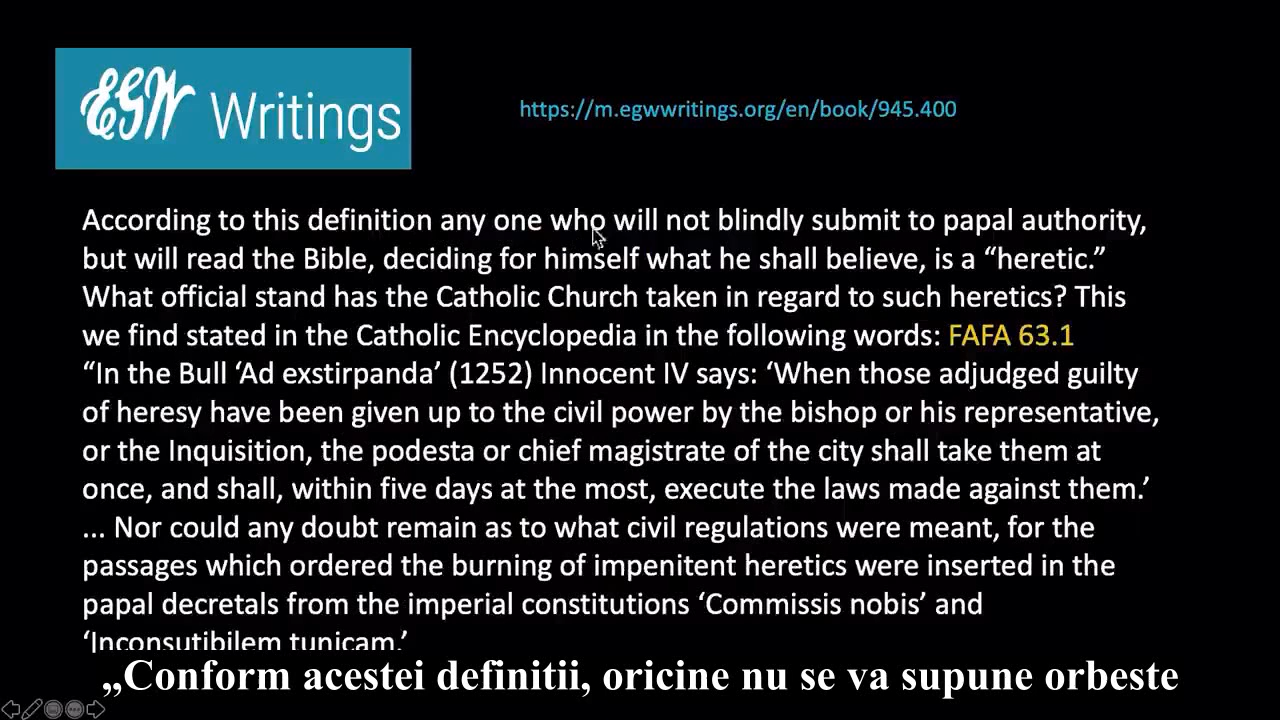 EGW Writings
https://m.egwwritings.org/en/book/945.400
According to this definition any one who will not blindly submit to papal authority,
but will read the Bible, deciding for himself what he shall believe, is a “heretic.”
What official stand has the Catholic Church taken in regard to such heretics? This
we find stated in the Catholic Encyclopedia in the following words: FAFA 63.1
“In the Bull ‘Ad exstirpanda’ (1252) Innocent IV says: ‘When those adjudged guilty
of heresy have been given up to the civil power by the bishop or his representative,
or the Inquisition, the podesta or chief magistrate of the city shall take them at
once, and shall, within five days at the most, execute the laws made against them.’
... Nor could any doubt remain as to what civil regulations were meant, for the
passages which ordered the burning of impenitent heretics were inserted in the
papal decretals from the imperial constitutions ‘Commissis nobis’ and
‘Inconsutibilem tunicam.’
„Conform acestei definitii, oricine nu se va supune orbeste